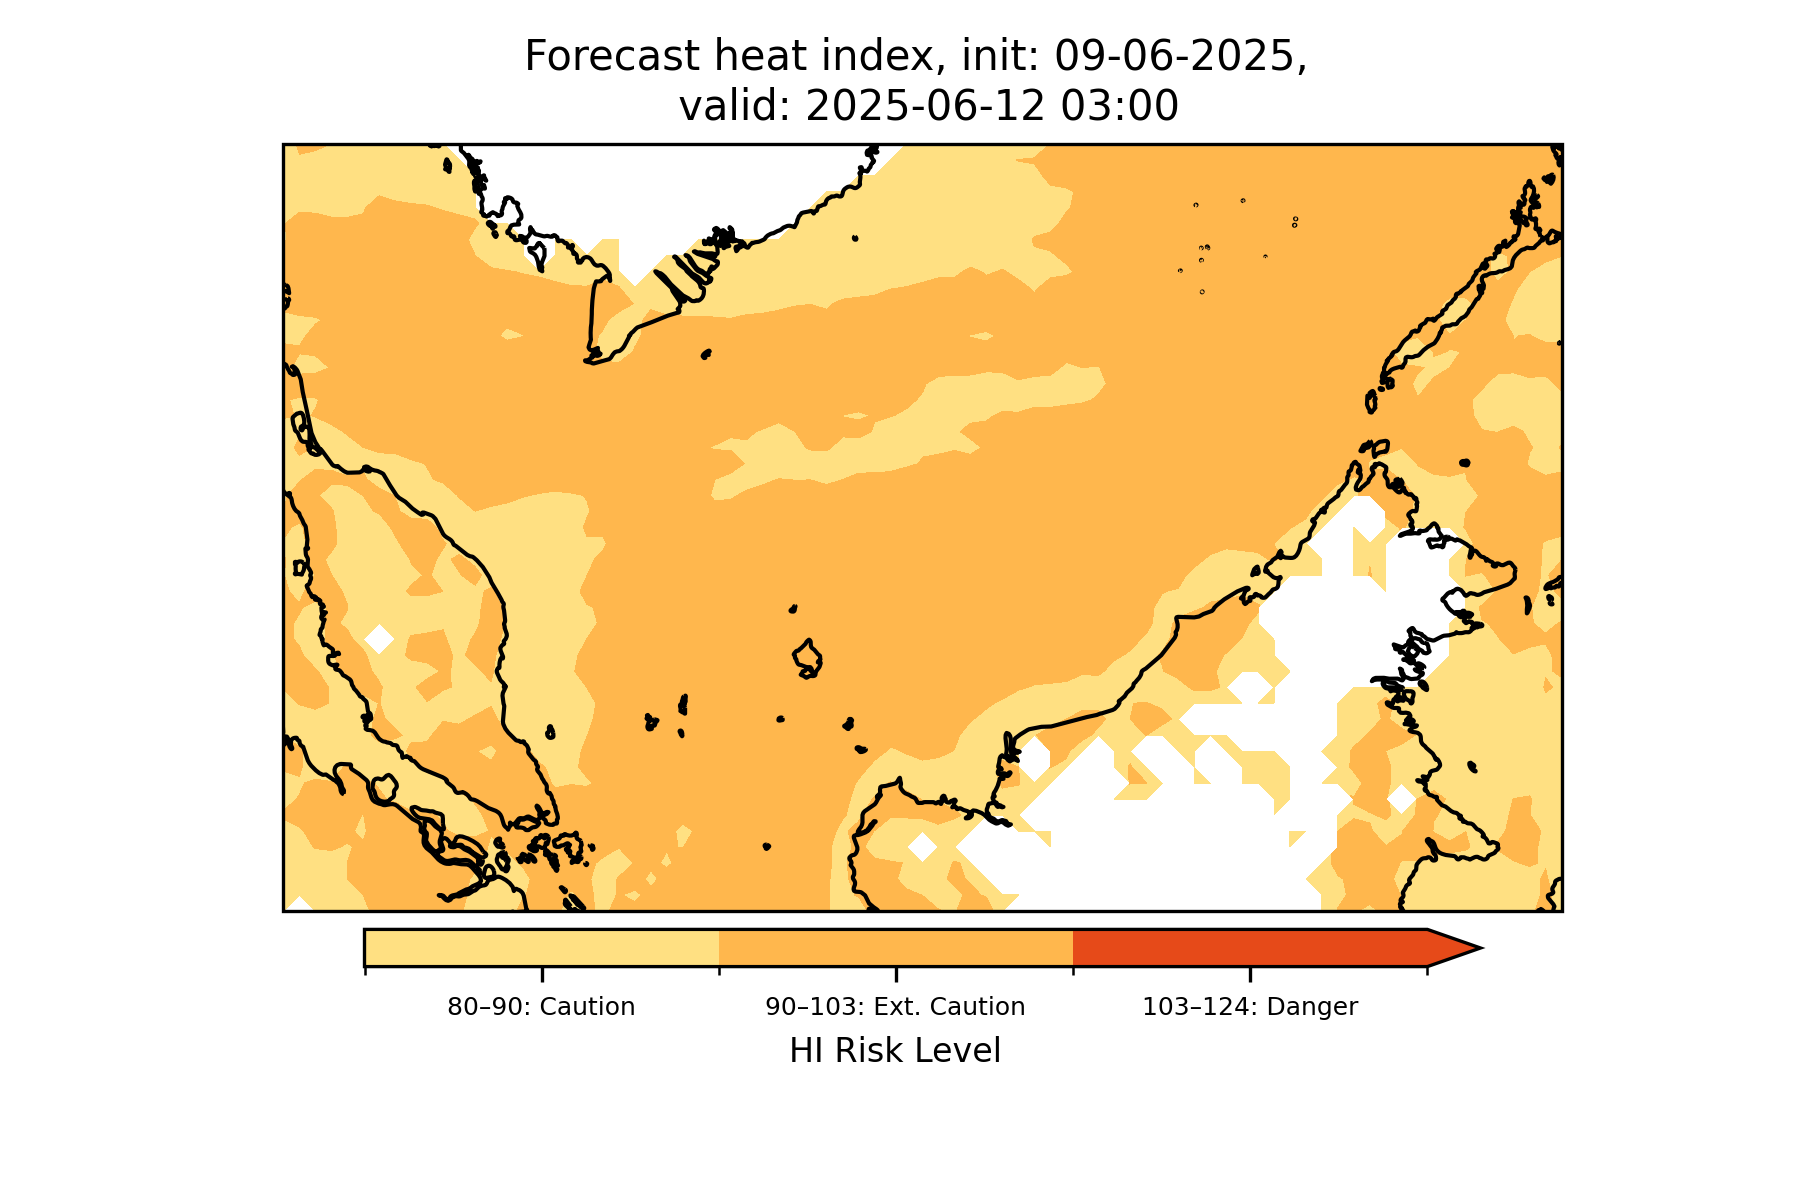 Forecast heat index, init: 09-06-2025,
valid: 2025-06-12 03:00
80–90: Caution
90–103: Ext. Caution
103–124: Danger
HI Risk Level